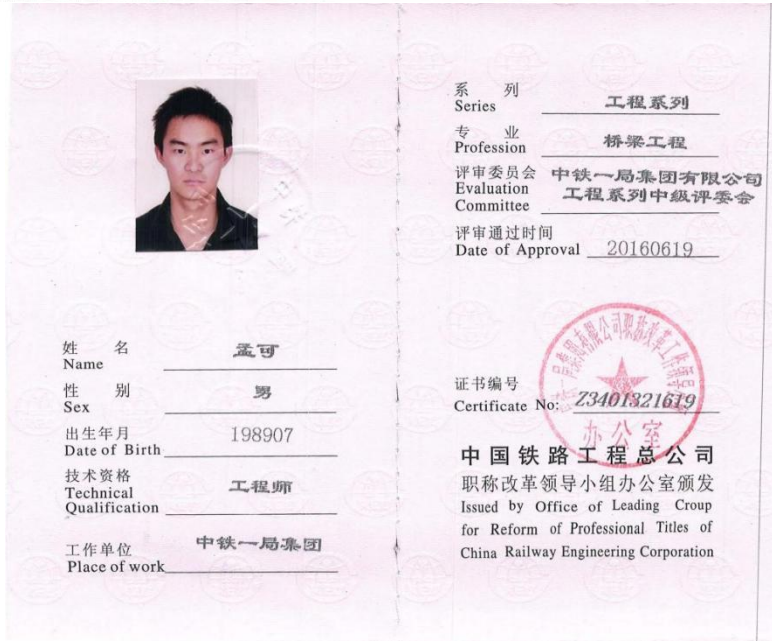 姓名 孟可
Name
性别 男
Sex
出生年月 198907
Date of Birth
技术资格 工程师
Technical
Qualification
工作单位 中铁一局集团
Place of work
系列 工程系列
Series
专业 桥梁工程
Profession
评审委员会 中铁一局集团有限公司
Evaluation 工程系列中级评委会
Committee
评审通过时间
Date of Approval 20160619
证书编号
Certificate No: Z3401321619
办公室
中国铁路工程总公司
职称改革领导小组办公室颁发
Issued by Office of Leading Croup
for Reform of Professional Titles of
China Railway Engineering Corporation